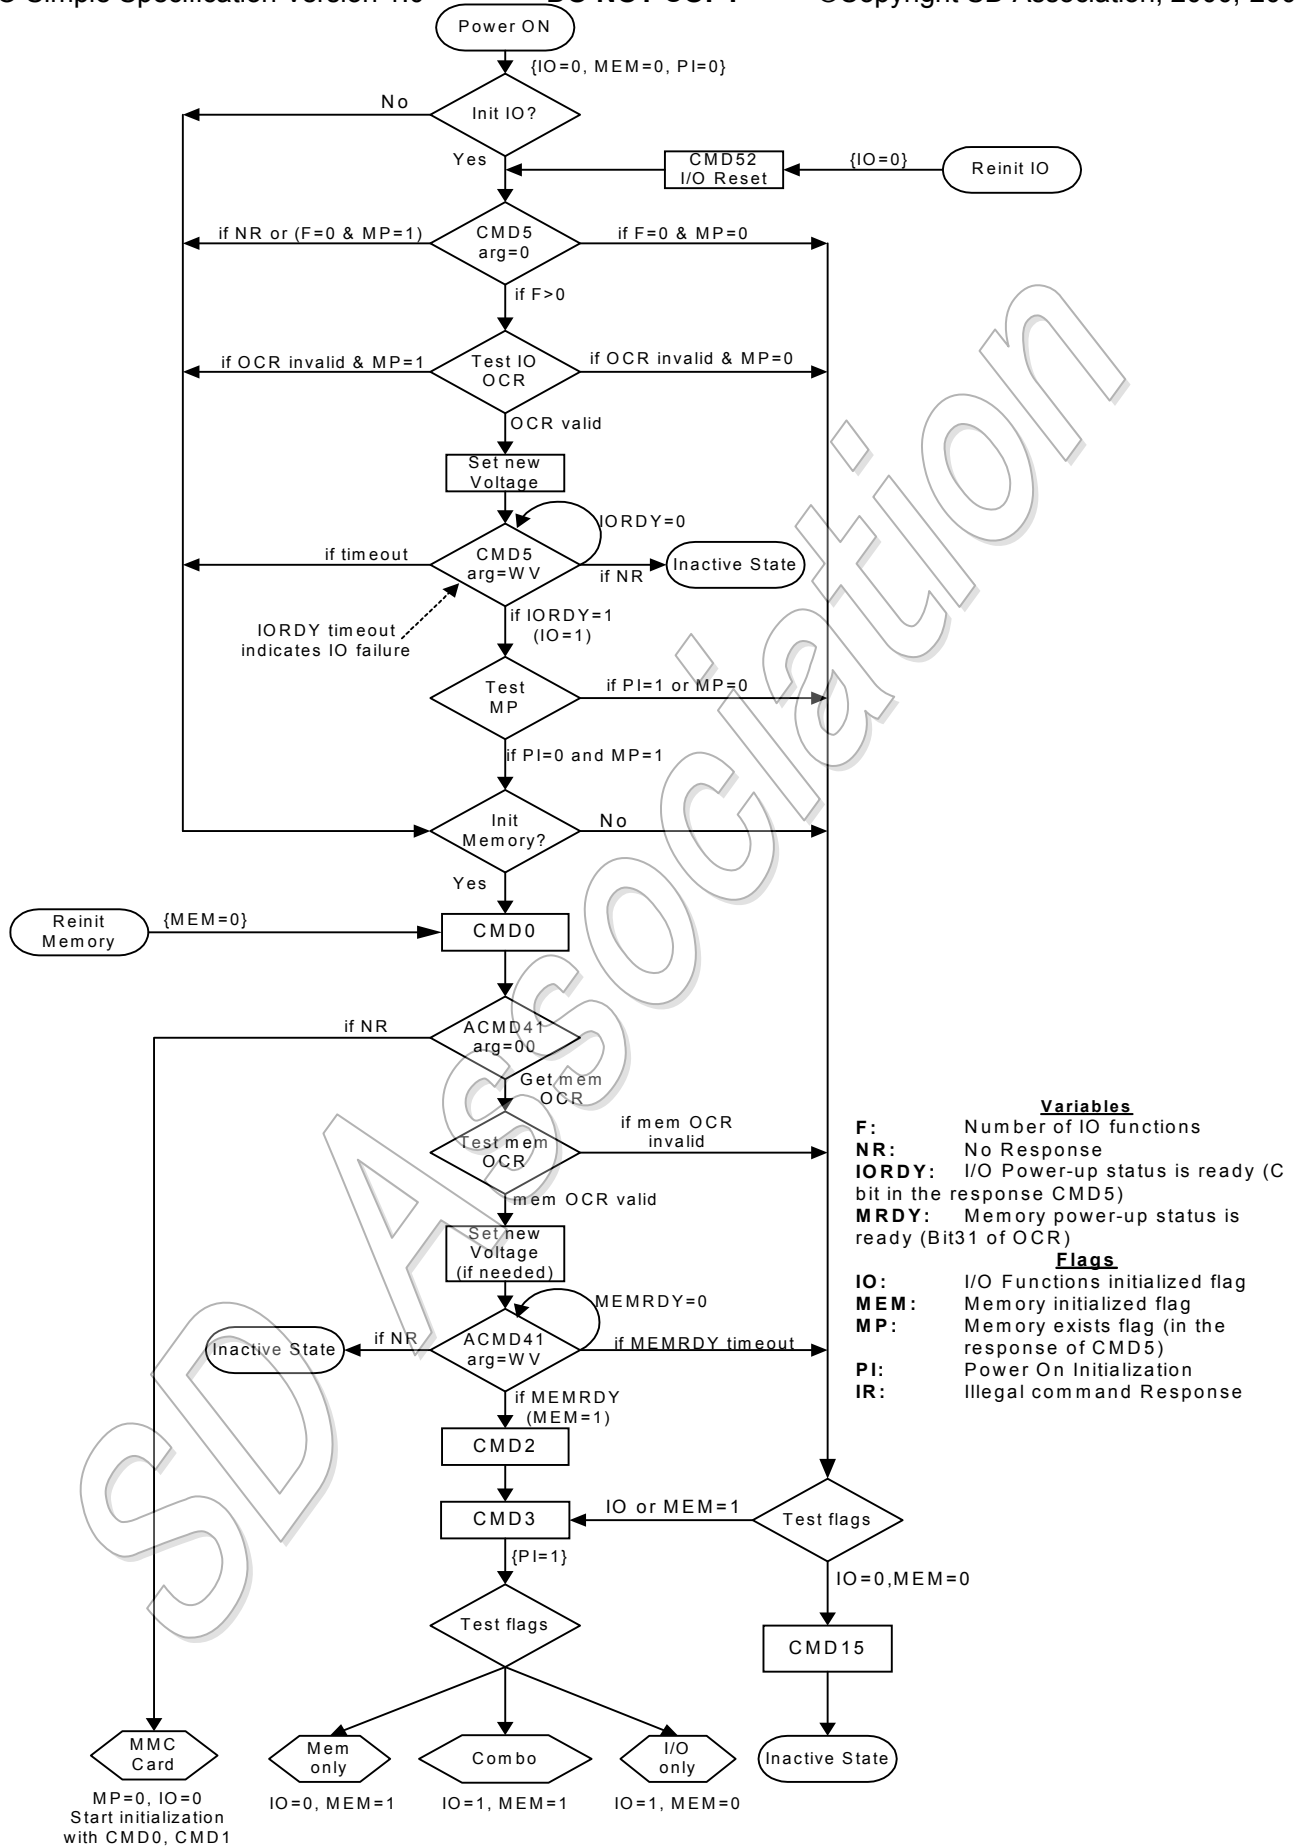 Simple Specification Version 1.0
©Copyright SD Association, 2000,
Power ON
{IO=0, MEM=0, PI=0}
No
Init IO?
Yes
CMD52
I/O Reset
{IO=0}
Reinit IO
if NR or (F=0 & MP=1)
CMD5
arg=0
if F=0 & MP=0
if F>0
if OCR invalid & MP=1
Test IO
OCR
if OCR invalid & MP=0
OCR valid
Set new
Voltage
IORDY=0
if timeout
CMD5
arg=WV
if NR
Inactive State
IORDY timeout
indicates IO failure
if IORDY=1
(IO=1)
Test
MP
if PI=1 or MP=0
if PI=0 and MP=1
Init
Memory?
No
Yes
Reinit
Memory
{MEM=0}
CMD0
if NR
ACMD41
arg=00
Get mem
OCR
Test mem
OCR
if mem OCR
invalid
mem OCR valid
Set new
Voltage
(if needed)
MEMRDY=0
Inactive State
if NR
ACMD41
arg=WV
if MEMRDY timeout
if MEMRDY
(MEM=1)
CMD2
CMD3
IO or MEM=1
Test flags
{PI=1}
IO=0,MEM=0
Test flags
CMD15
MMC
Card
Mem
only
Combo
I/O
only
Inactive State
MP=0, IO=0
Start initialization
with CMD0, CMD1
IO=0, MEM=1
IO=1, MEM=1
IO=1, MEM=0
Variables
F: Number of IO functions
NR: No Response
IORDY: I/O Power-up status is ready (C
bit in the response CMD5)
MRDY: Memory power-up status is
ready (Bit31 of OCR)
Flags
IO: I/O Functions initialized flag
MEM: Memory initialized flag
MP: Memory exists flag (in the
response of CMD5)
PI: Power On Initialization
IR: Illegal command Response
SD Association